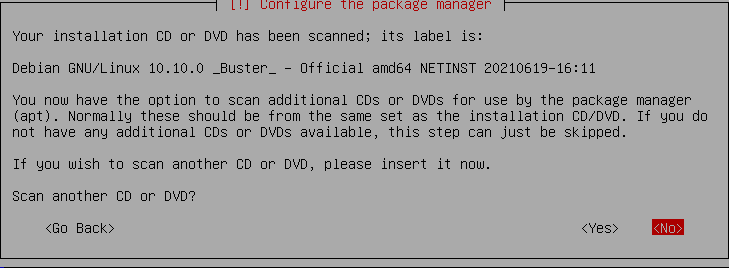 [!] Configure the package manager
Your installation CD or DVD has been scanned; its label is:
Debian GNU/Linux 10.10.0 _Buster_ - Official amd64 NETINST 20210619-16:11
You now have the option to scan additional CDs or DVDs for use by the package manager
(apt). Normally these should be from the same set as the installation CD/DVD. If you do
not have any additional CDs or DVDs available, this step can just be skipped.
If you wish to scan another CD or DVD, please insert it now.
Scan another CD or DVD?
<Go Back> <Yes> <No>